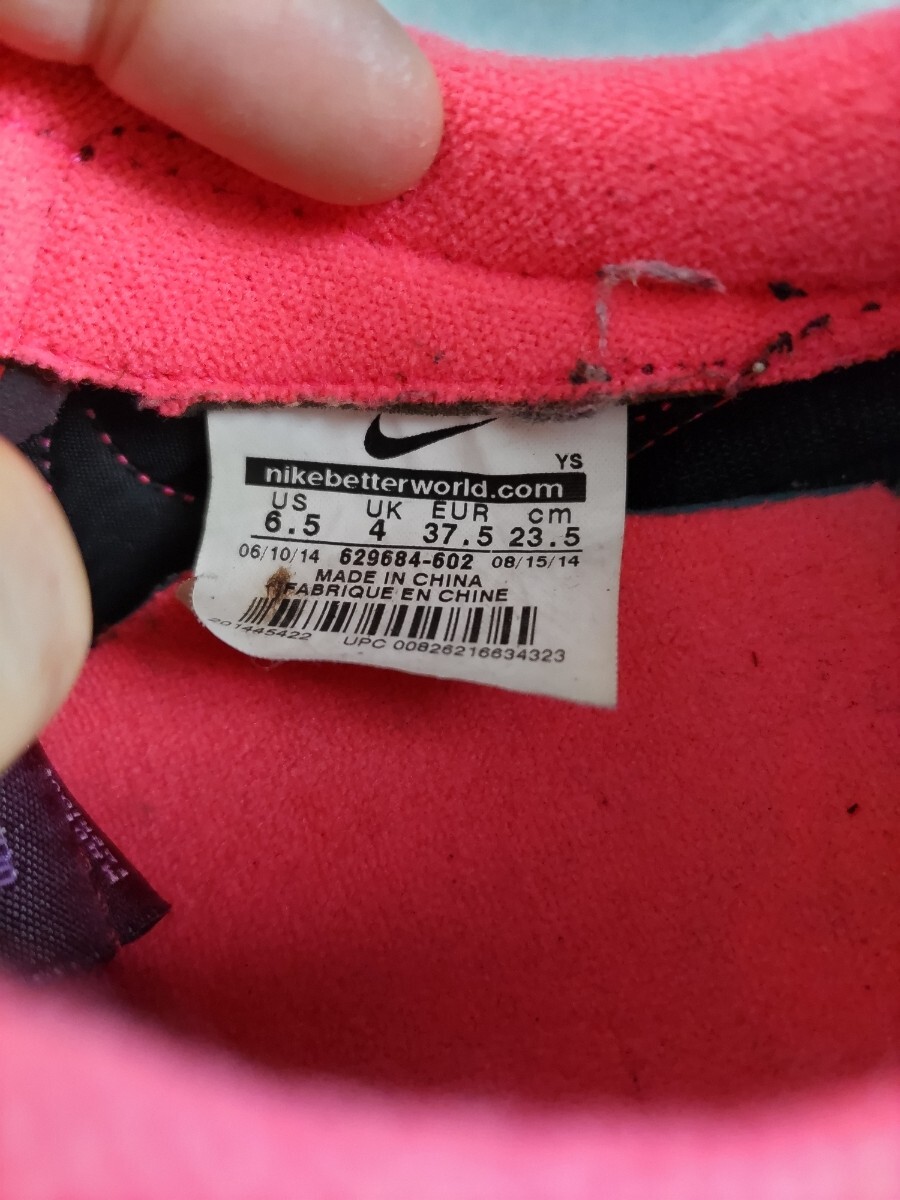 YS
nikebetterworld.com
US UK EUR cm
6.5 4 37.5 23.5
06/10/14 629684-602 08/15/14
MADE IN CHINA
FABRIQUE EN CHINE
201445422 UPC 00826216634323